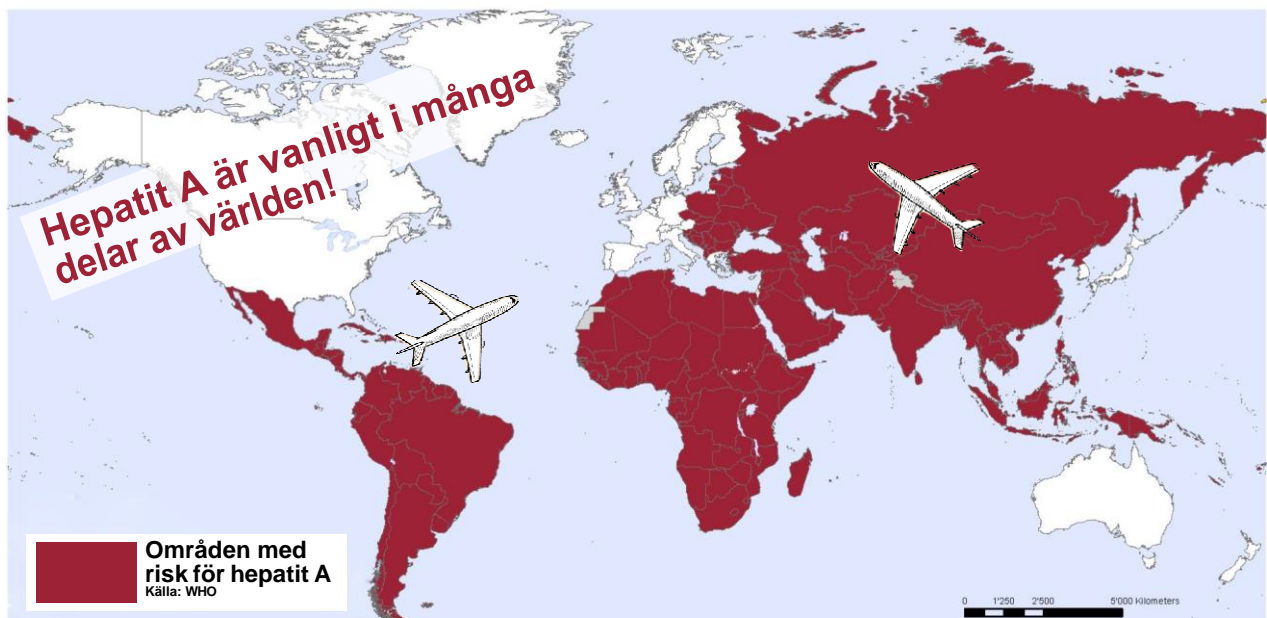 Hepatit A är vanligt i många
delar av världen!
Områden med
risk för hepatit A
Källa: WHO
0 1'250 2'500 5'000 Kilometers